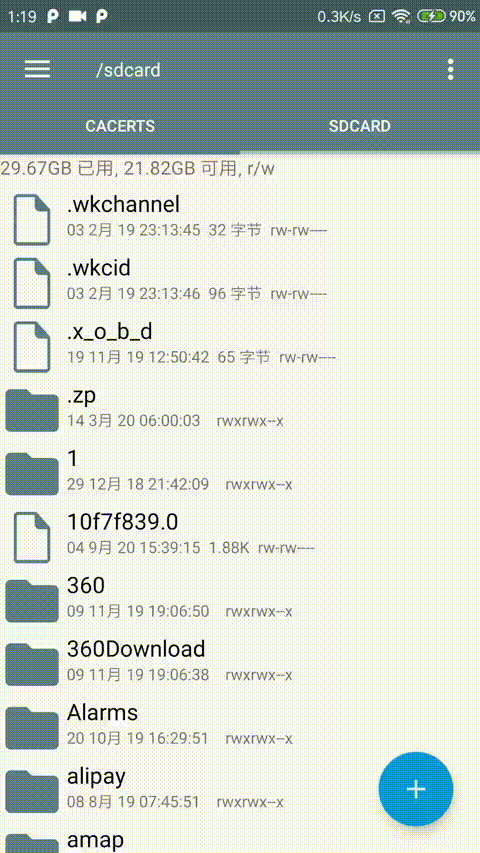 1:19 0.3K/s 90%
/sdcard
CACERTS SDCARD
29.67GB 已用, 21.82GB 可用, r/w
.wkchannel
03 2月 19 23:13:45 32 字节 rw-rw----
.wkcid
03 2月 19 23:13:46 96 字节 rw-rw----
.x_o_b_d
19 11月 19 12:50:42 65 字节 rw-rw----
.zp
14 3月 20 06:00:03 rwxrwx--x
1
29 12月 18 21:42:09 rwxrwx--x
10f7f839.0
04 9月 20 15:39:15 1.88K rw-rw----
360
09 11月 19 19:06:50 rwxrwx--x
360Download
09 11月 19 19:06:38 rwxrwx--x
Alarms
20 10月 19 16:29:51 rwxrwx--x
alipay
08 8月 19 07:45:51 rwxrwx--x
amap